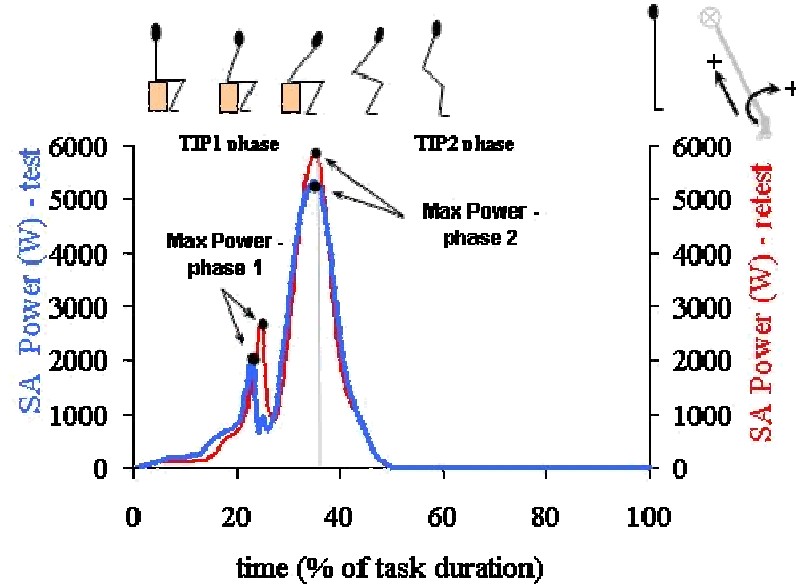 +
+
TIP1 phase
TIP2 phase
6000
5000
4000
3000
2000
1000
0
SA Power (W) - test
Max Power -
phase 1
Max Power -
phase 2
6000
5000
4000
3000
2000
1000
0
SA Power (W) - retest
0 20 40 60 80 100
time (% of task duration)